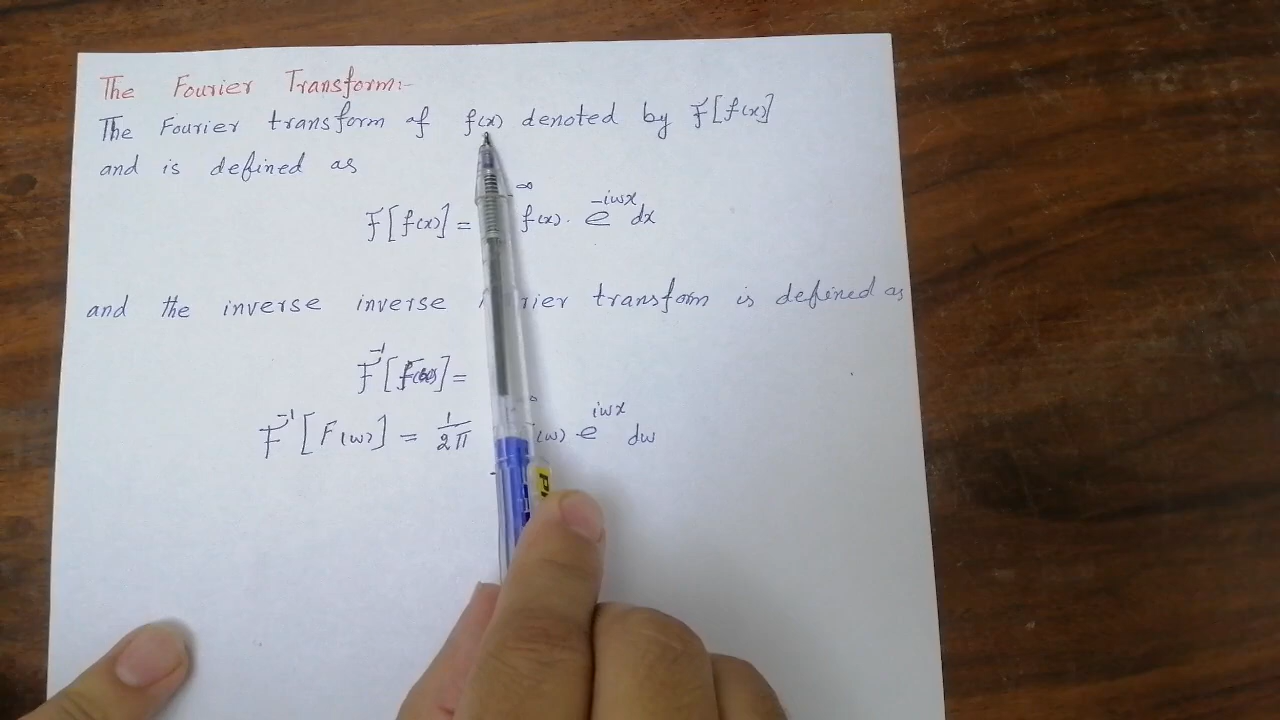 The Fourier Transform:-
The Fourier transform of f(x) denoted by F[f(x)]
and is defined as
F[f(x)] = ∞ f(x). e^-iwx dx
and the inverse inverse rier transform is defined as
F^-1[ ] =
F^-1[F(w)] = 1/2π (w) . e^iwx dw